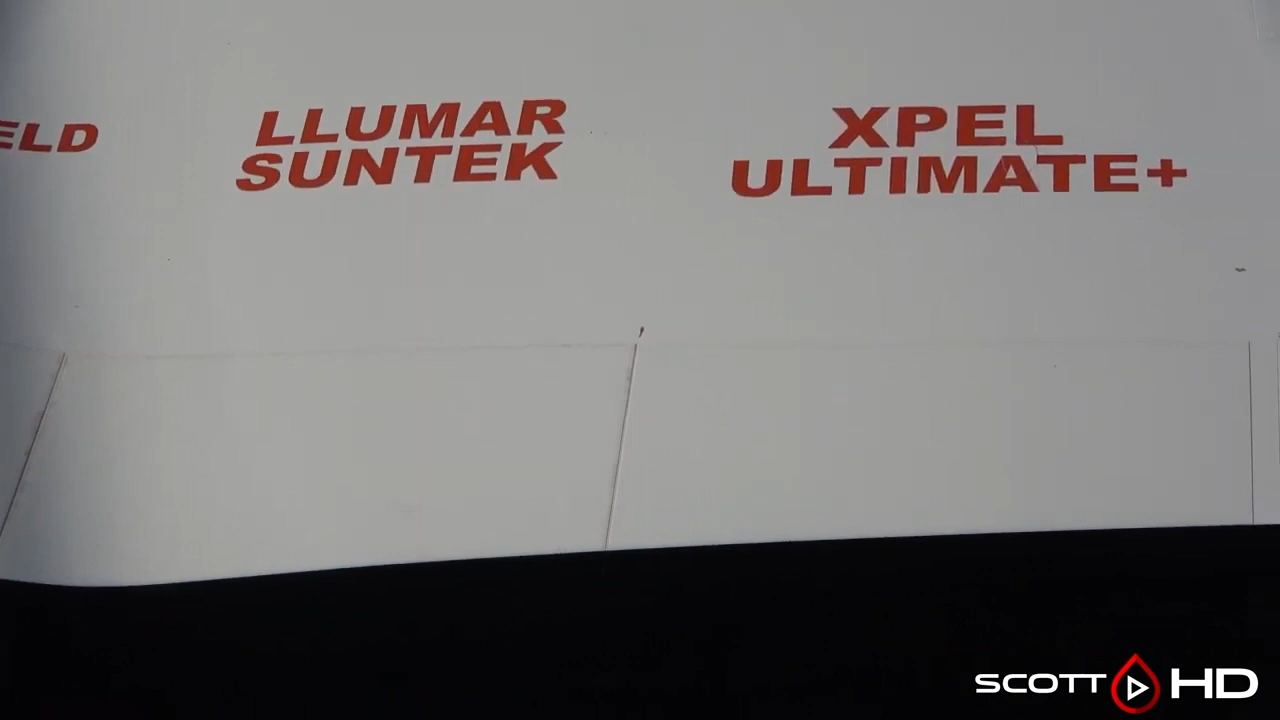 ELD
LLUMAR
SUNTEK
XPEL
ULTIMATE+
SCOTT HD